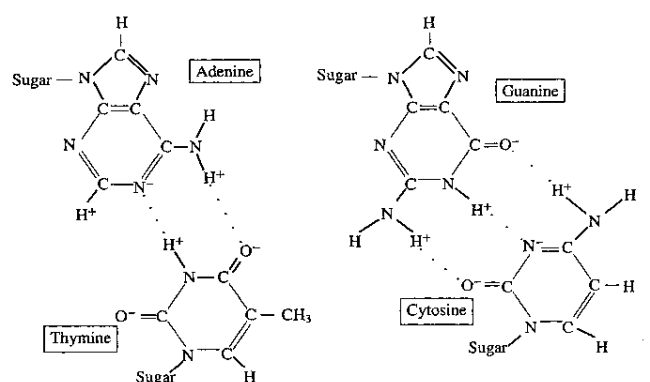 H
C
Sugar — N N
Adenine
C=C H
N C–N
C N⁻ H⁺
H⁺
H⁺ O⁻
N C
O⁻=C C–CH₃
Thymine
N C
Sugar H
H
C
Sugar — N N
Guanine
C=C
N C=O⁻
C N
H⁺ H⁺ H
N N
H H⁺ N⁻ C
O⁻=C C–H
Cytosine
N C
Sugar H